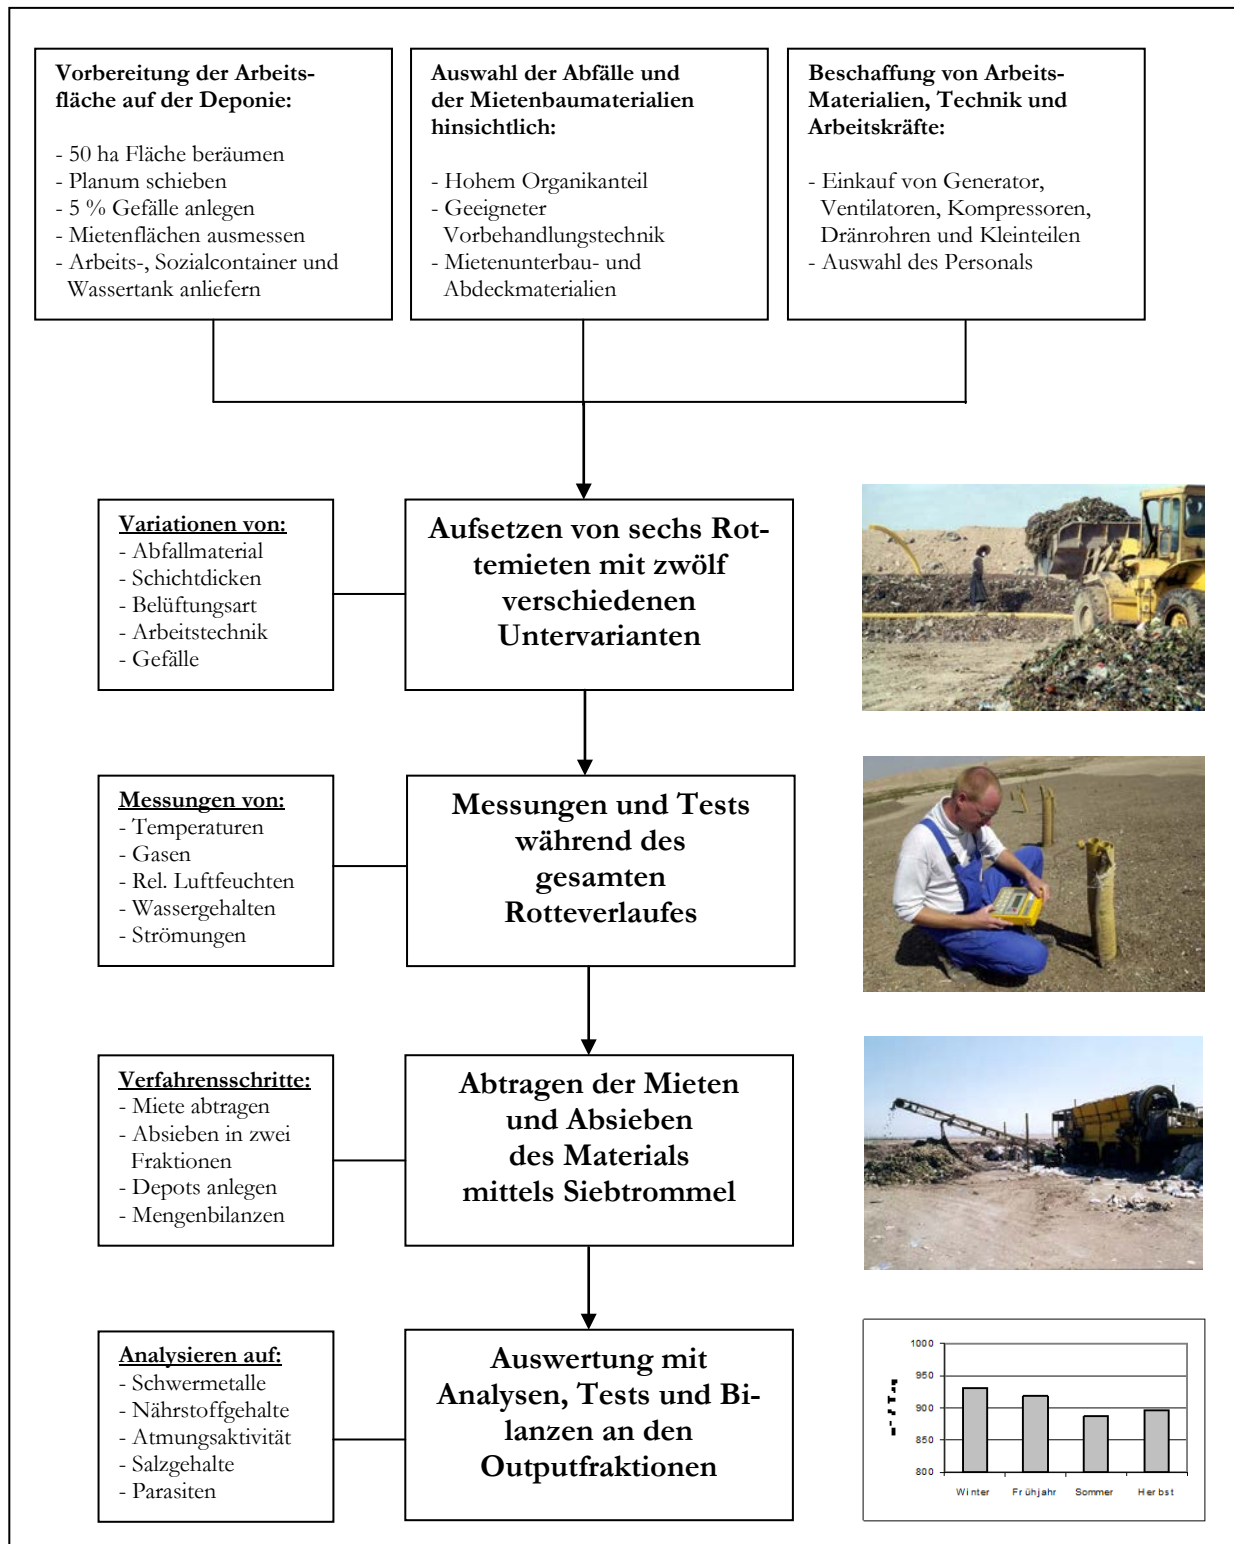 Vorbereitung der Arbeits-
fläche auf der Deponie:
- 50 ha Fläche beräumen
- Planum schieben
- 5 % Gefälle anlegen
- Mietenflächen ausmessen
- Arbeits-, Sozialcontainer und
Wassertank anliefern
Auswahl der Abfälle und
der Mietenbaumaterialien
hinsichtlich:
- Hohem Organikanteil
- Geeigneter
Vorbehandlungstechnik
- Mietenunterbau- und
Abdeckmaterialien
Beschaffung von Arbeits-
Materialien, Technik und
Arbeitskräfte:
- Einkauf von Generator,
Ventilatoren, Kompressoren,
Dränrohren und Kleinteilen
- Auswahl des Personals
Variationen von:
- Abfallmaterial
- Schichtdicken
- Belüftungsart
- Arbeitstechnik
- Gefälle
Aufsetzen von sechs Rot-
temieten mit zwölf
verschiedenen
Untervarianten
Messungen von:
- Temperaturen
- Gasen
- Rel. Luftfeuchten
- Wassergehalten
- Strömungen
Messungen und Tests
während des
gesamten
Rotteverlaufes
Verfahrensschritte:
- Miete abtragen
- Absieben in zwei
Fraktionen
- Depots anlegen
- Mengenbilanzen
Abtragen der Mieten
und Absieben
des Materials
mittels Siebtrommel
Analysieren auf:
- Schwermetalle
- Nährstoffgehalte
- Atmungsaktivität
- Salzgehalte
- Parasiten
Auswertung mit
Analysen, Tests und Bi-
lanzen an den
Outputfraktionen
1000
950
900
850
800
Winter Frühjahr Sommer Herbst